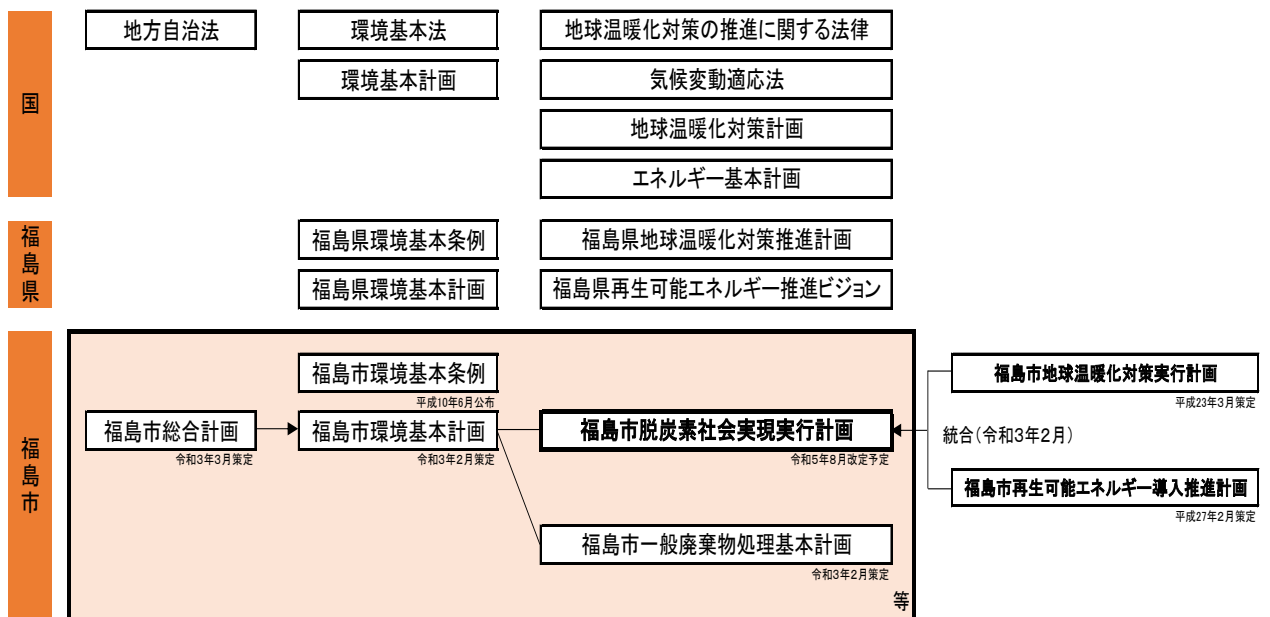 国
地方自治法
環境基本法
地球温暖化対策の推進に関する法律
環境基本計画
気候変動適応法
地球温暖化対策計画
エネルギー基本計画
福島県
福島県環境基本条例
福島県地球温暖化対策推進計画
福島県環境基本計画
福島県再生可能エネルギー推進ビジョン
福島市
福島市環境基本条例
平成10年6月公布
福島市総合計画
令和3年3月策定
福島市環境基本計画
令和3年2月策定
福島市脱炭素社会実現実行計画
令和5年8月改定予定
福島市一般廃棄物処理基本計画
令和3年2月策定
等
福島市地球温暖化対策実行計画
平成23年3月策定
統合(令和3年2月)
福島市再生可能エネルギー導入推進計画
平成27年2月策定